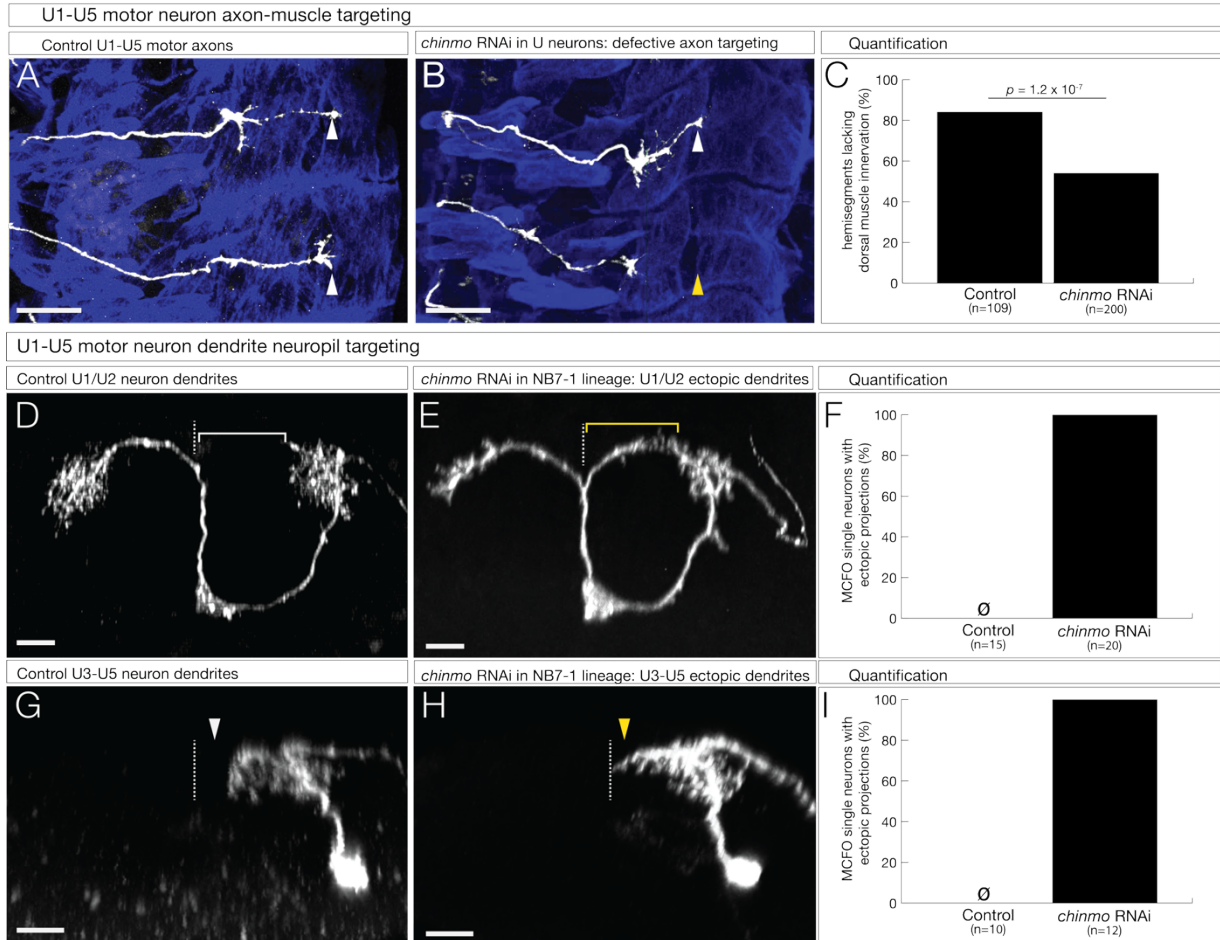 U1-U5 motor neuron axon-muscle targeting
Control U1-U5 motor axons
chinmo RNAi in U neurons: defective axon targeting
Quantification
A
B
C
hemisegments lacking
dorsal muscle innervation (%)
p = 1.2 x 10-7
100
80
60
40
20
0
Control
(n=109)
chinmo RNAi
(n=200)
U1-U5 motor neuron dendrite neuropil targeting
Control U1/U2 neuron dendrites
chinmo RNAi in NB7-1 lineage: U1/U2 ectopic dendrites
Quantification
D
E
F
MCFO single neurons with
ectopic projections (%)
100
80
60
40
20
0
Ø
Control
(n=15)
chinmo RNAi
(n=20)
Control U3-U5 neuron dendrites
chinmo RNAi in NB7-1 lineage: U3-U5 ectopic dendrites
Quantification
G
H
I
MCFO single neurons with
ectopic projections (%)
100
80
60
40
20
0
Ø
Control
(n=10)
chinmo RNAi
(n=12)